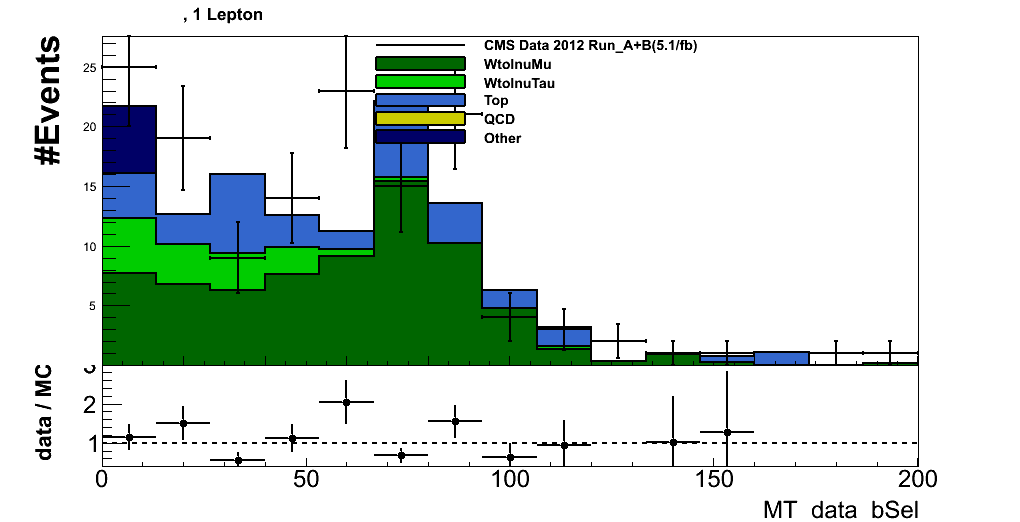 , 1 Lepton
#Events
CMS Data 2012 Run_A+B(5.1/fb)
WtolnuMu
WtolnuTau
Top
QCD
Other
25
20
15
10
5
data / MC
3
2
1
0
50
100
150
200
MT data bSel